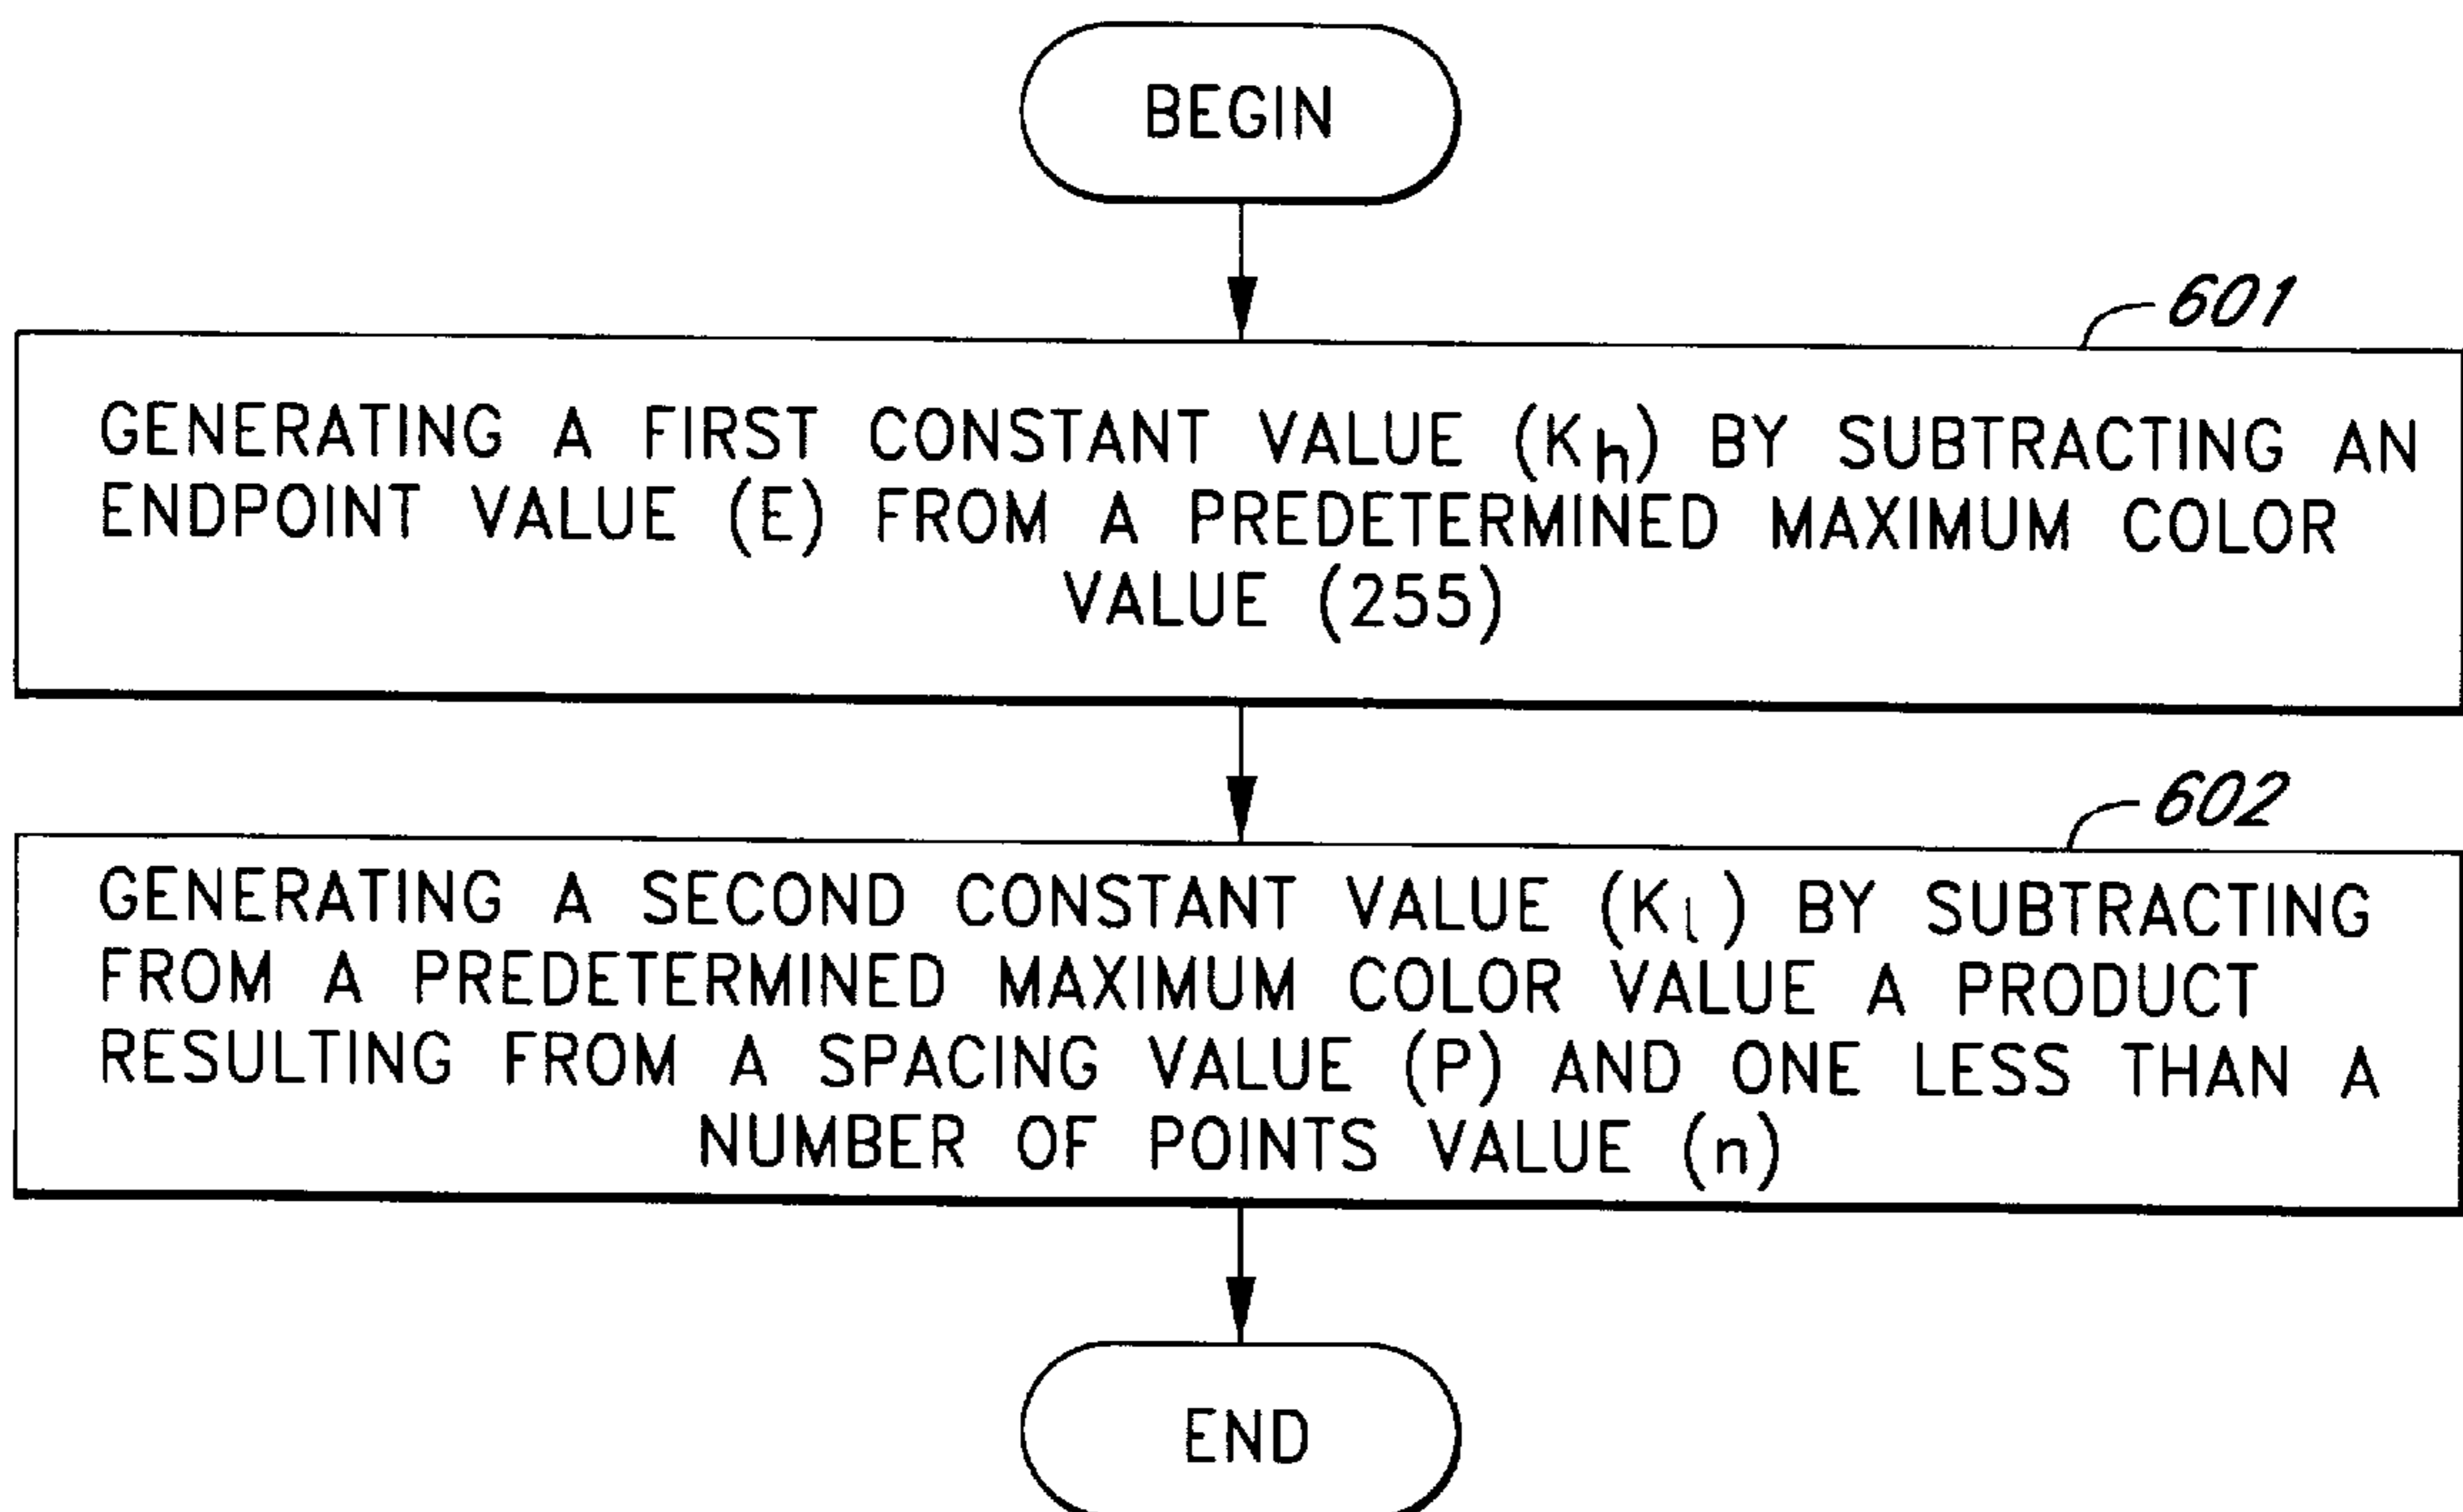 BEGIN
601
GENERATING A FIRST CONSTANT VALUE (Kh) BY SUBTRACTING AN
ENDPOINT VALUE (E) FROM A PREDETERMINED MAXIMUM COLOR
VALUE (255)
602
GENERATING A SECOND CONSTANT VALUE (Kl) BY SUBTRACTING
FROM A PREDETERMINED MAXIMUM COLOR VALUE A PRODUCT
RESULTING FROM A SPACING VALUE (P) AND ONE LESS THAN A
NUMBER OF POINTS VALUE (n)
END